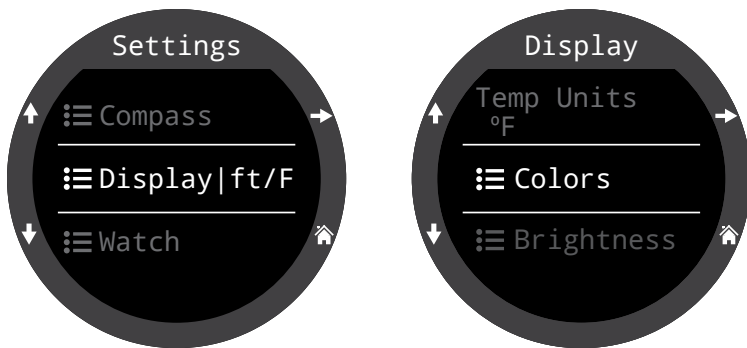 Settings
Compass
Display|ft/F
Watch
Display
Temp Units
ºF
Colors
Brightness